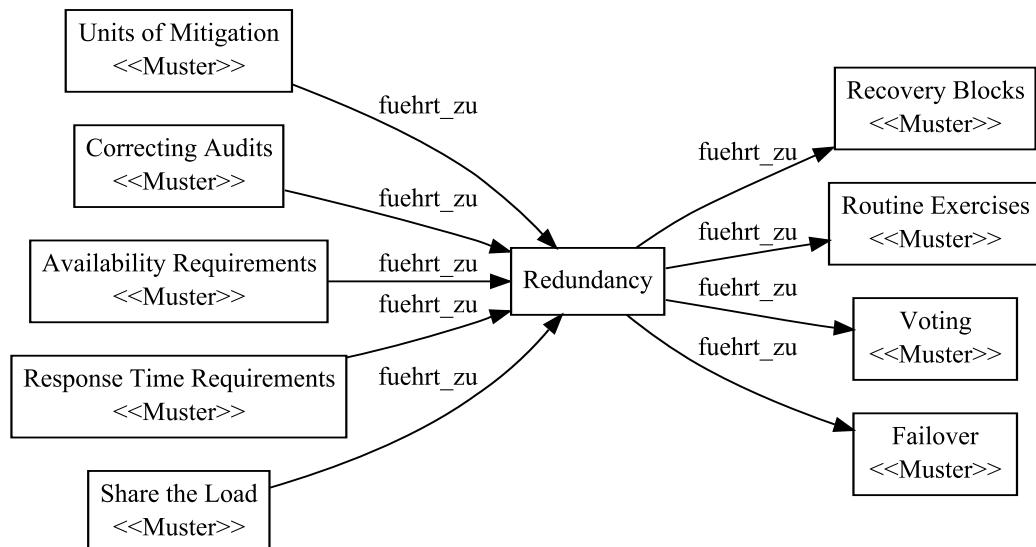 Units of Mitigation
<<Muster>>
Correcting Audits
<<Muster>>
Availability Requirements
<<Muster>>
Response Time Requirements
<<Muster>>
Share the Load
<<Muster>>
fuehrt_zu
fuehrt_zu
fuehrt_zu
fuehrt_zu
fuehrt_zu
Redundancy
fuehrt_zu
fuehrt_zu
fuehrt_zu
fuehrt_zu
Recovery Blocks
<<Muster>>
Routine Exercises
<<Muster>>
Voting
<<Muster>>
Failover
<<Muster>>